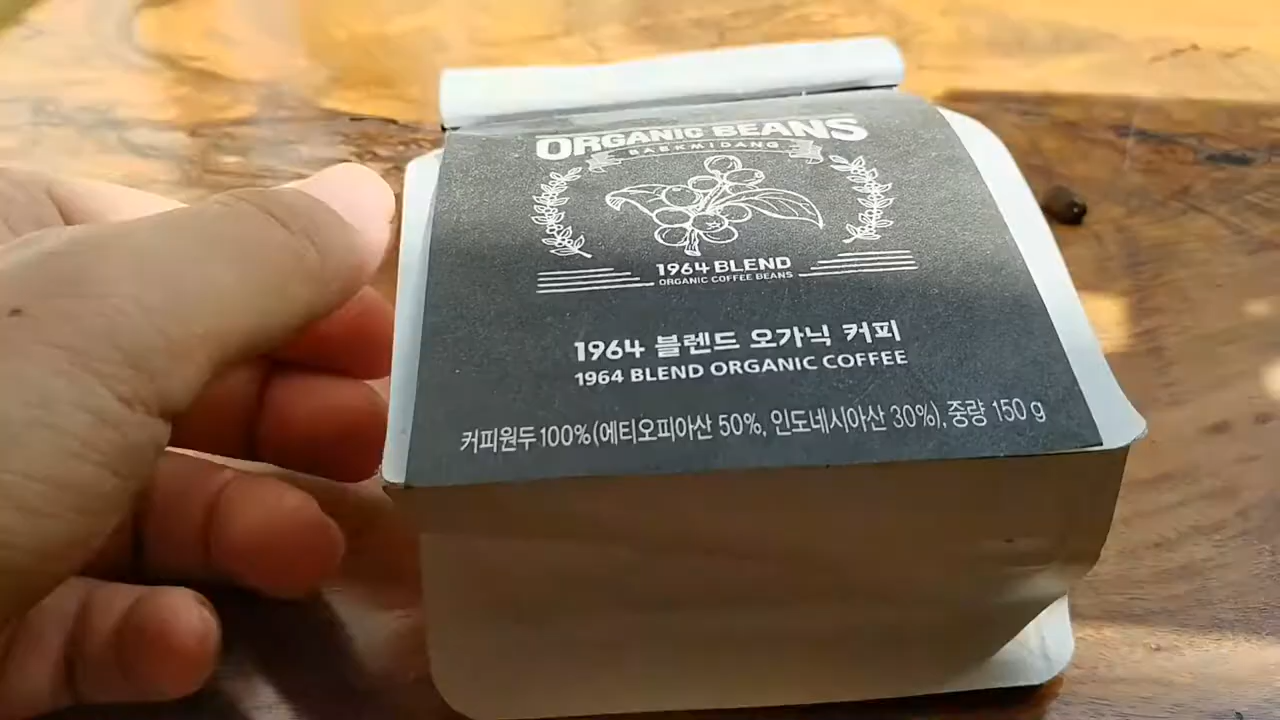 ORGANIC BEANS
BAEKMIDANG
1964 BLEND
ORGANIC COFFEE BEANS
1964 블렌드 오가닉 커피
1964 BLEND ORGANIC COFFEE
커피원두 100%(에티오피아산 50%, 인도네시아산 30%), 중량 150 g